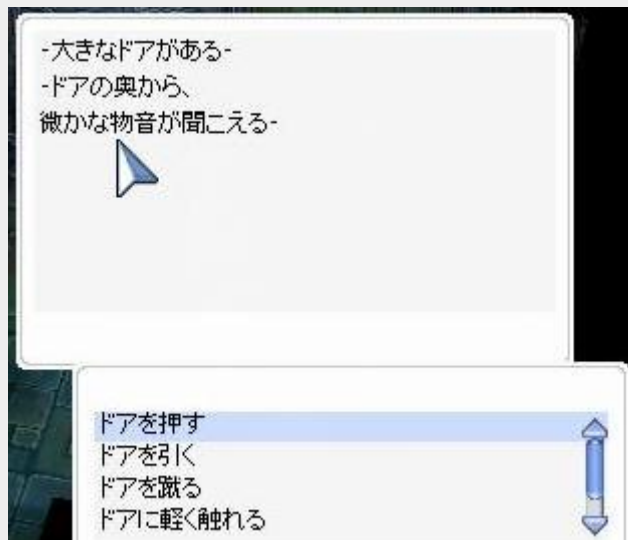 -大きなドアがある-
-ドアの奥から、
微かな物音が聞こえる-
ドアを押す
ドアを引く
ドアを蹴る
ドアに軽く触れる